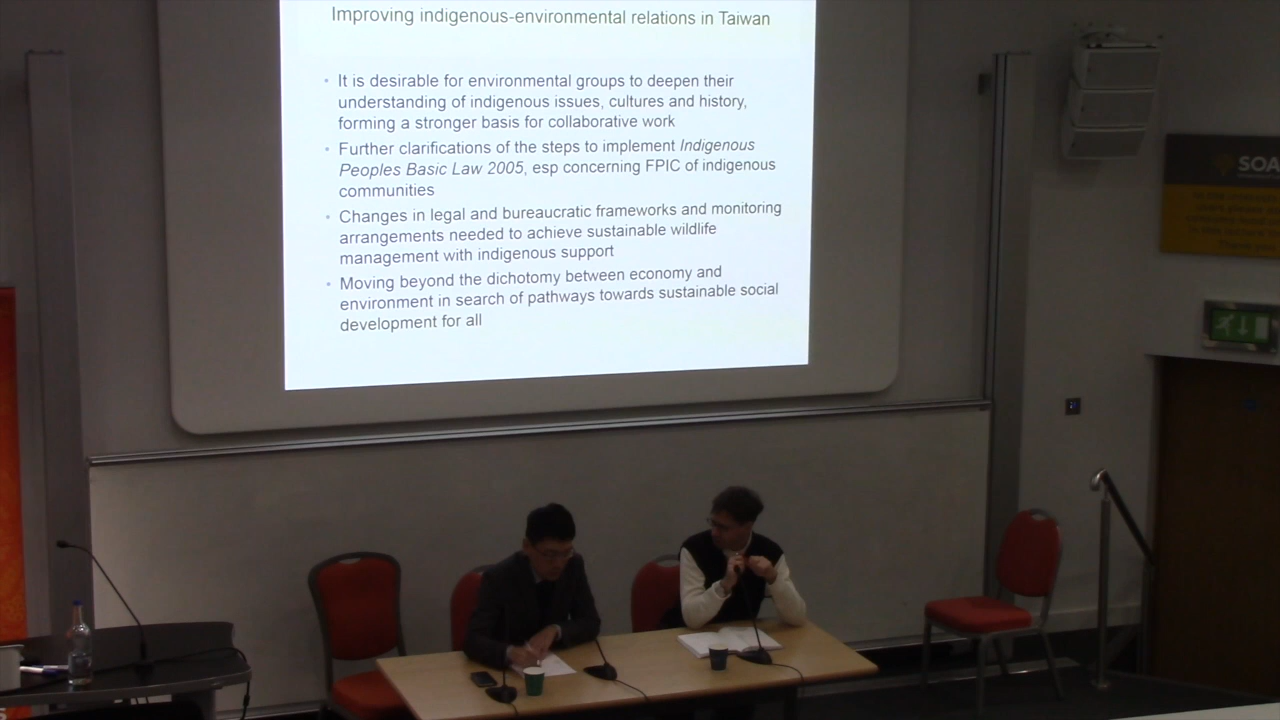 Improving indigenous-environmental relations in Taiwan
• It is desirable for environmental groups to deepen their
understanding of indigenous issues, cultures and history,
forming a stronger basis for collaborative work
• Further clarifications of the steps to implement Indigenous
Peoples Basic Law 2005, esp concerning FPIC of indigenous
communities
• Changes in legal and bureaucratic frameworks and monitoring
arrangements needed to achieve sustainable wildlife
management with indigenous support
• Moving beyond the dichotomy between economy and
environment in search of pathways towards sustainable social
development for all
SOA